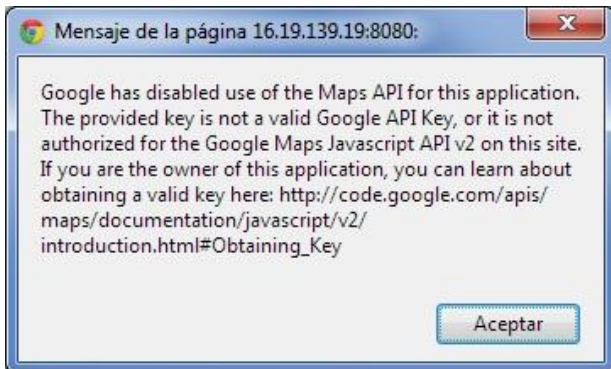 Mensaje de la página 16.19.139.19:8080:
Google has disabled use of the Maps API for this application.
The provided key is not a valid Google API Key, or it is not
authorized for the Google Maps Javascript API v2 on this site.
If you are the owner of this application, you can learn about
obtaining a valid key here: http://code.google.com/apis/
maps/documentation/javascript/v2/
introduction.html#Obtaining_Key
Aceptar